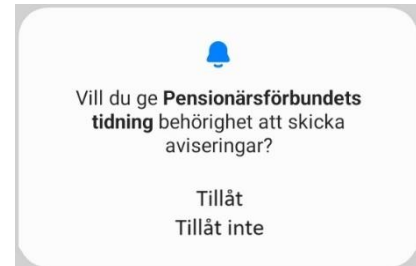 Vill du ge Pensionärsförbundets
tidning behörighet att skicka
aviseringar?
Tillåt
Tillåt inte